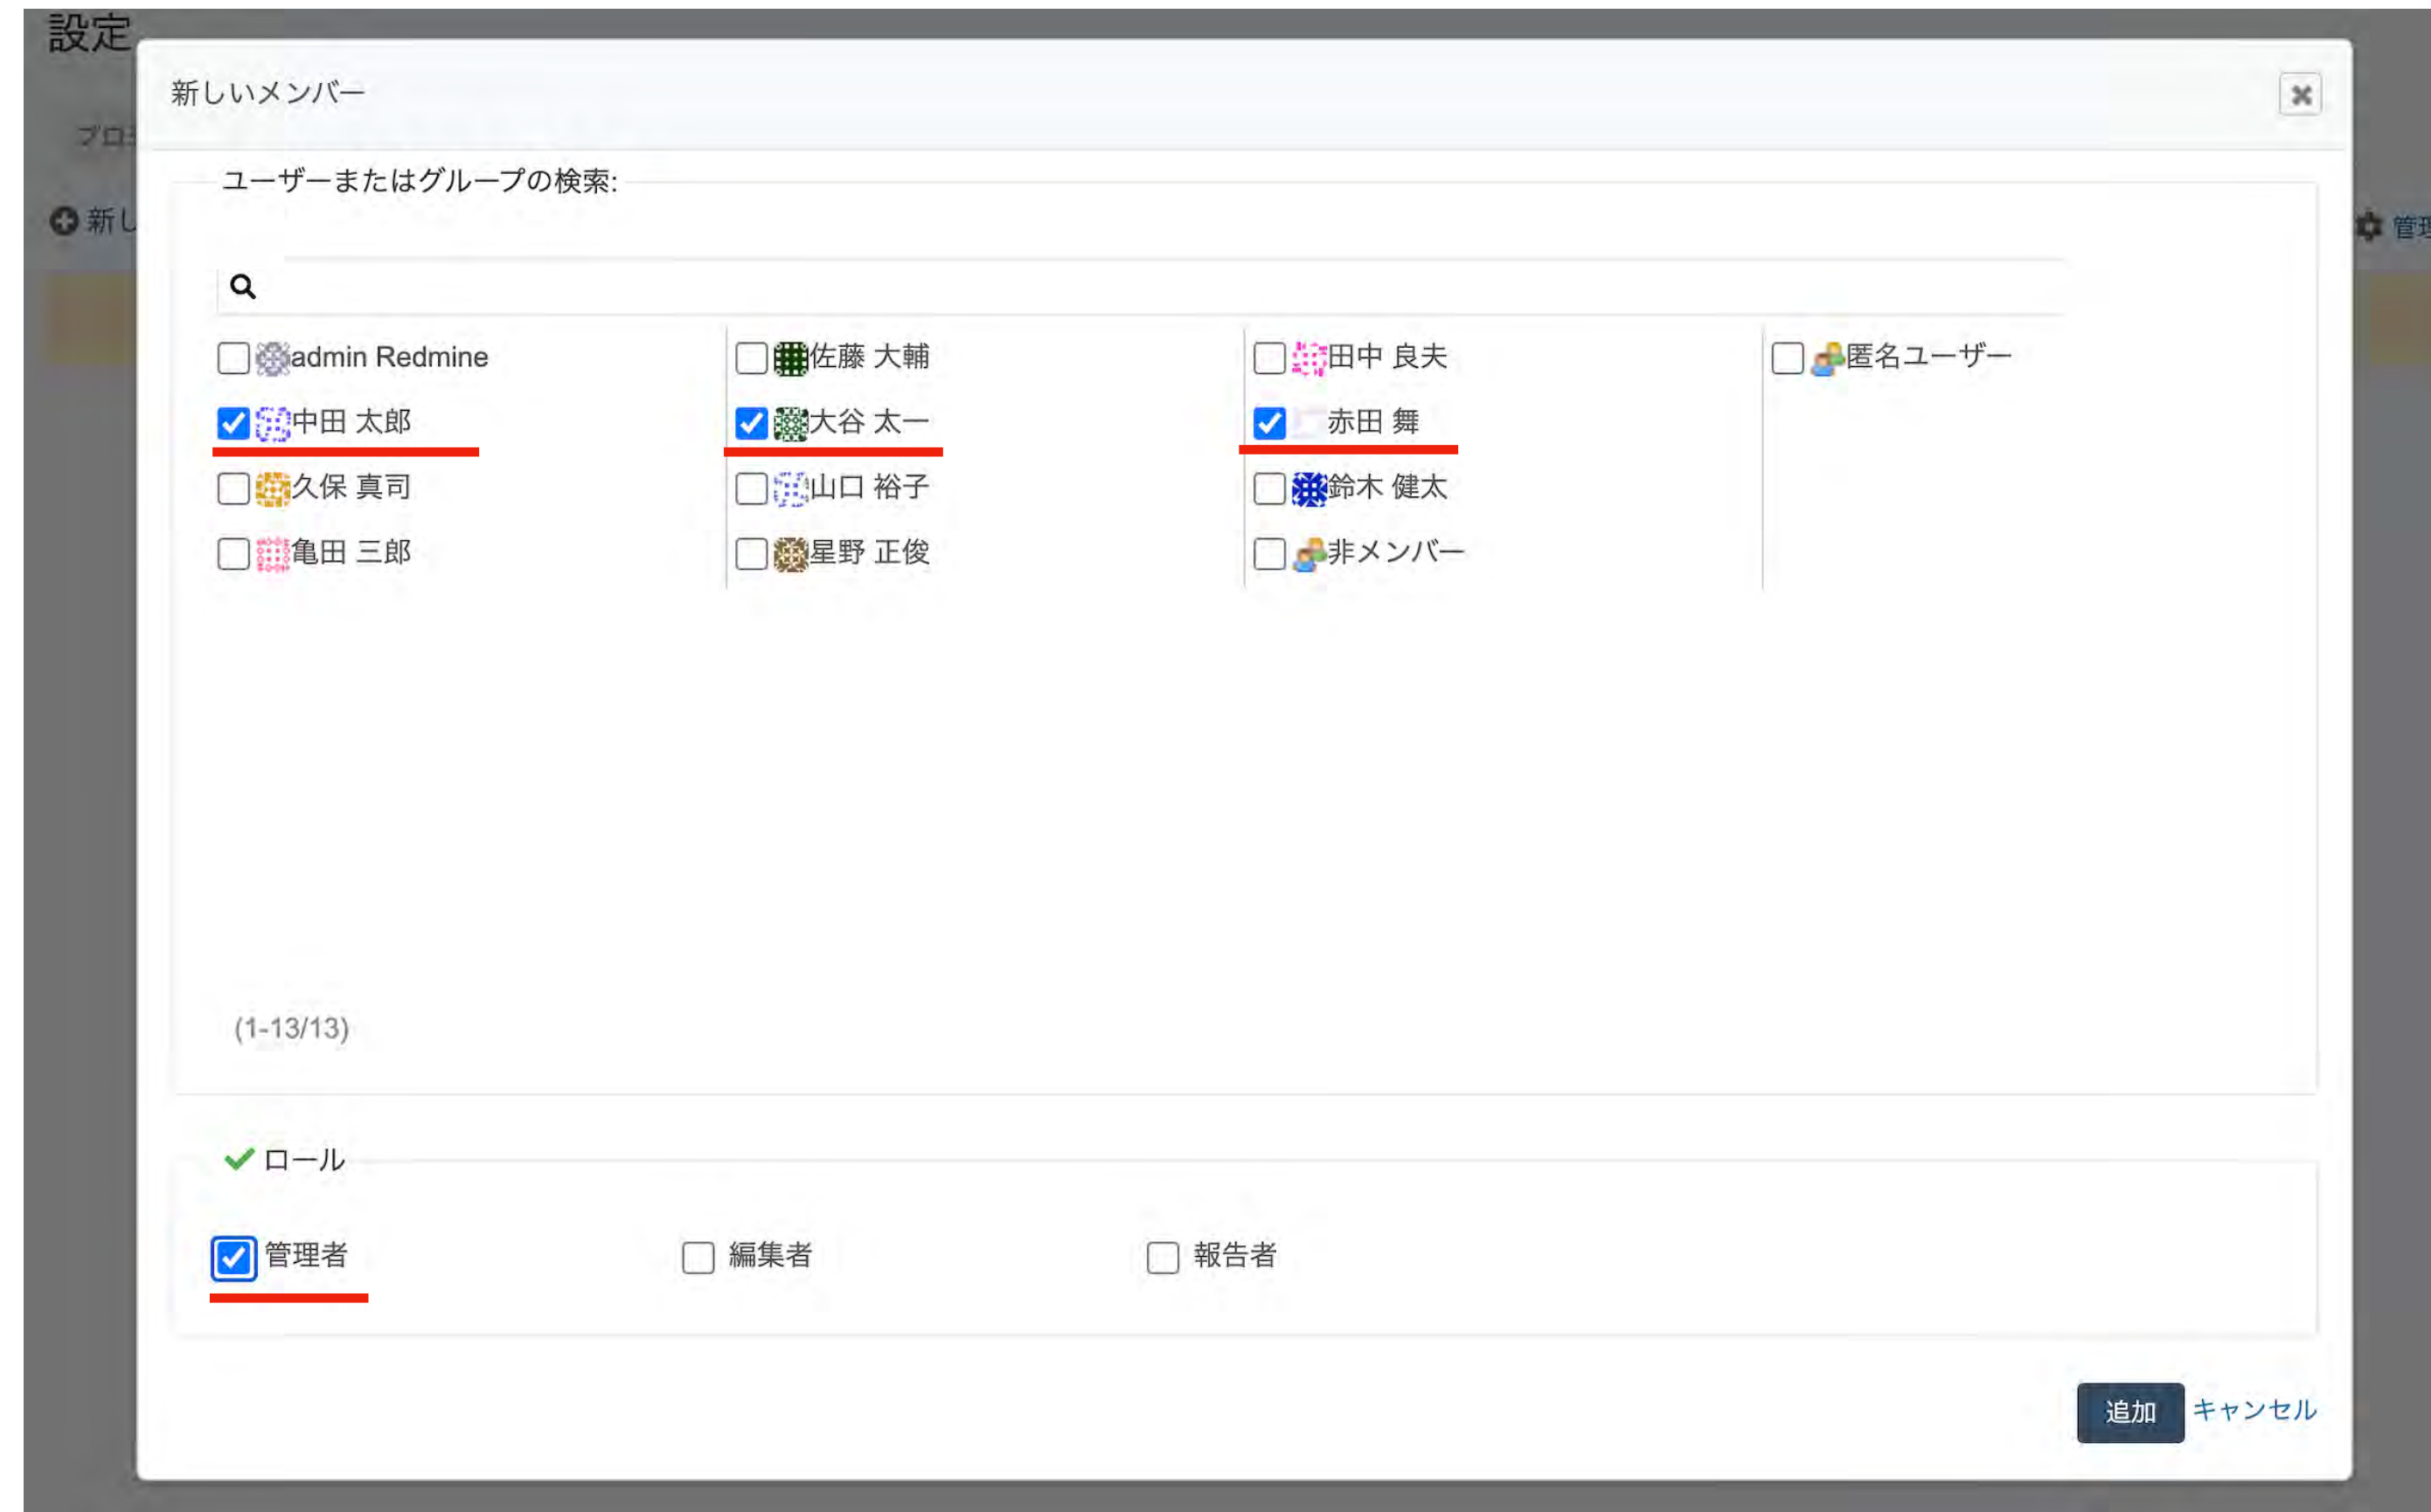 設定
新しいメンバー
ユーザーまたはグループの検索:
新し
管理
admin Redmine 佐藤 大輔 田中 良夫 匿名ユーザー
中田 太郎 大谷 太一 赤田 舞
久保 真司 山口 裕子 鈴木 健太
亀田 三郎 星野 正俊 非メンバー
(1-13/13)
ロール
管理者 編集者 報告者
追加 キャンセル